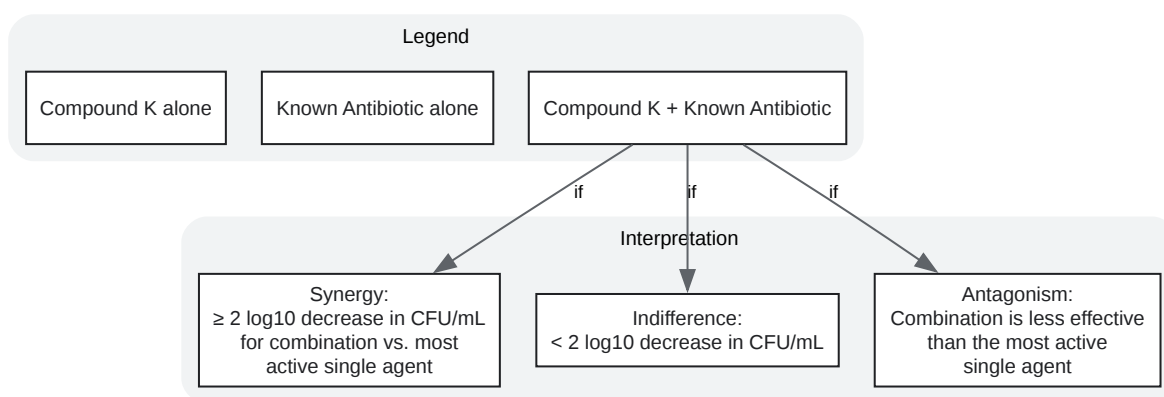 Legend
Compound K alone
Known Antibiotic alone
Compound K + Known Antibiotic
if
if
if
Interpretation
Synergy:
≥ 2 log10 decrease in CFU/mL
for combination vs. most
active single agent
Indifference:
< 2 log10 decrease in CFU/mL
Antagonism:
Combination is less effective
than the most active
single agent